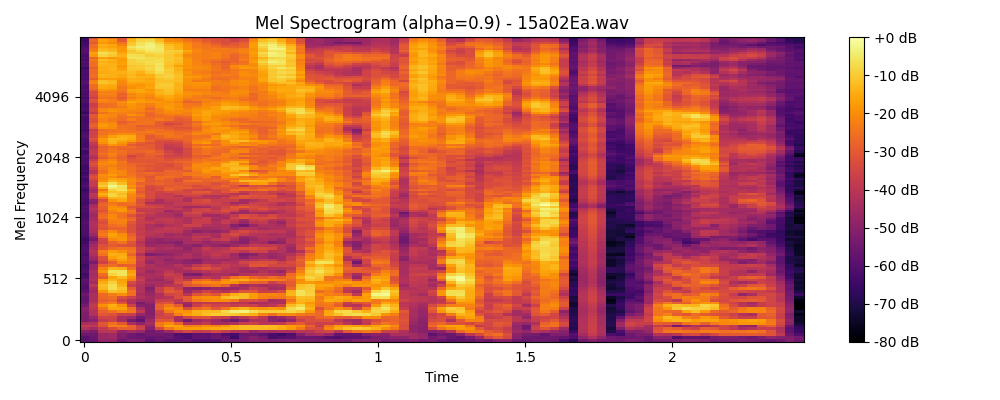 Mel Spectrogram (alpha=0.9) - 15a02Ea.wav
Mel Frequency
4096
2048
1024
512
0
0
0.5
1
1.5
2
Time
+0 dB
-10 dB
-20 dB
-30 dB
-40 dB
-50 dB
-60 dB
-70 dB
-80 dB